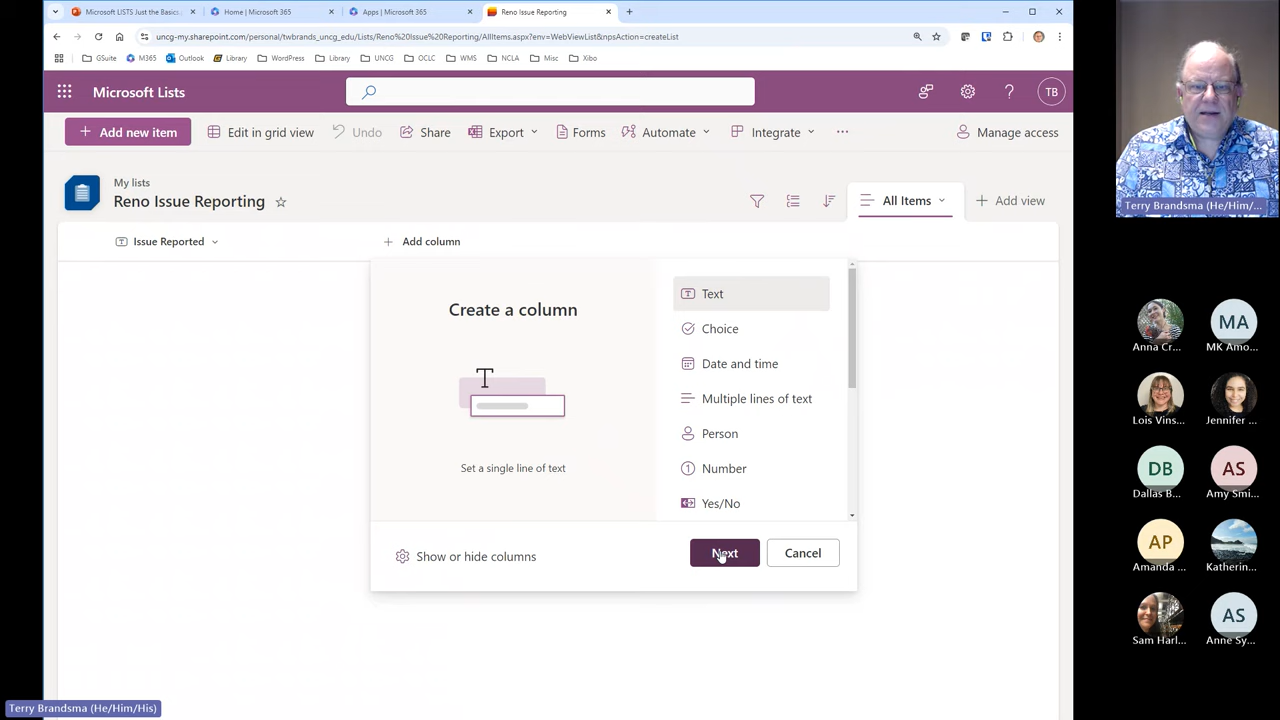 Microsoft LISTS Just the Basics
Home | Microsoft 365
Apps | Microsoft 365
Reno Issue Reporting
uncg-my.sharepoint.com/personal/twbrands_uncg_edu/Lists/Reno%20Issue%20Reporting/AllItems.aspx?env=WebViewList&npsAction=createList
GSuite
M365
Outlook
Library
WordPress
Library
UNCG
OCLC
WMS
NCLA
Misc
Xibo
Microsoft Lists
TB
Add new item
Edit in grid view
Undo
Share
Export
Forms
Automate
Integrate
Manage access
My lists
Reno Issue Reporting
All Items
Add view
Issue Reported
Add column
Create a column
Set a single line of text
Text
Choice
Date and time
Multiple lines of text
Person
Number
Yes/No
Show or hide columns
Next
Cancel
Terry Brandsma (He/Him/...
Anna Cr...
MA
MK Amo...
Lois Vins...
Jennifer ...
DB
Dallas B...
AS
Amy Smi...
AP
Amanda ...
Katherin...
Sam Harl...
AS
Anne Sy...
Terry Brandsma (He/Him/His)